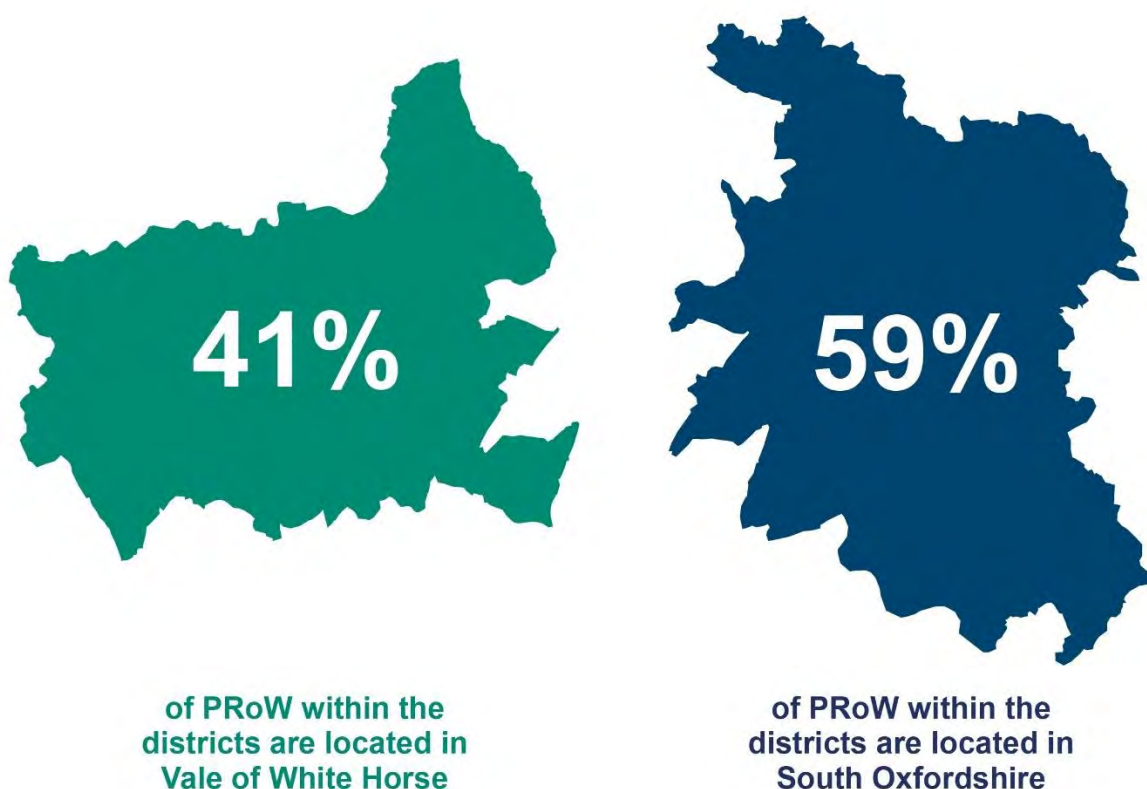 41%
of PRoW within the
districts are located in
Vale of White Horse
59%
of PRoW within the
districts are located in
South Oxfordshire